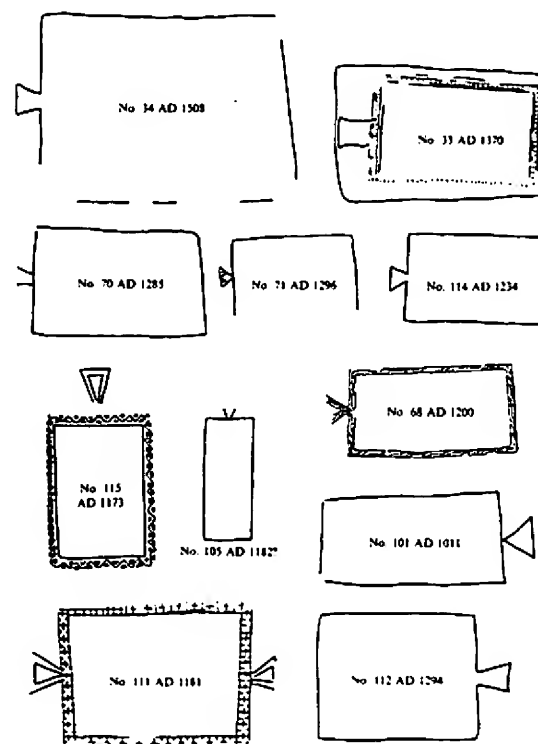 No 34 AD 1508
No. 33 AD 1370
No. 70 AD 1285
No. 71 AD 1296
No. 114 AD 1234
No. 68 AD 1200
No. 115
AD 1173
No. 105 AD 1182*
No. 101 AD 1011
No. 111 AD 1181
No. 112 AD 1294